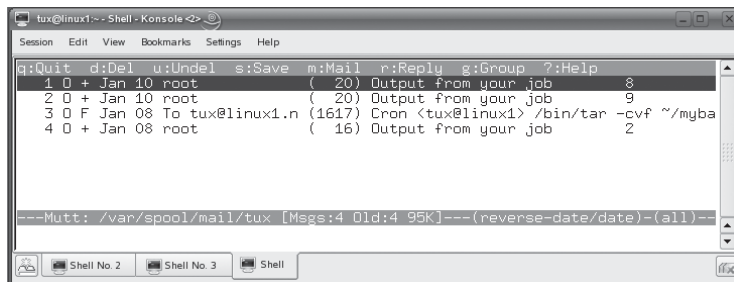 tux@linux1:~ - Shell - Konsole <2>
Session Edit View Bookmarks Settings Help
q:Quit d:Del u:Undel s:Save m:Mail r:Reply g:Group ?:Help
1 O + Jan 10 root ( 20) Output from your job 8
2 O + Jan 10 root ( 20) Output from your job 9
3 O F Jan 08 To tux@linux1.n (1617) Cron <tux@linux1> /bin/tar -cvf ~/myba
4 O + Jan 08 root ( 16) Output from your job 2
---Mutt: /var/spool/mail/tux [Msgs:4 Old:4 95K]---(reverse-date/date)-(all)--
Shell No. 2 Shell No. 3 Shell